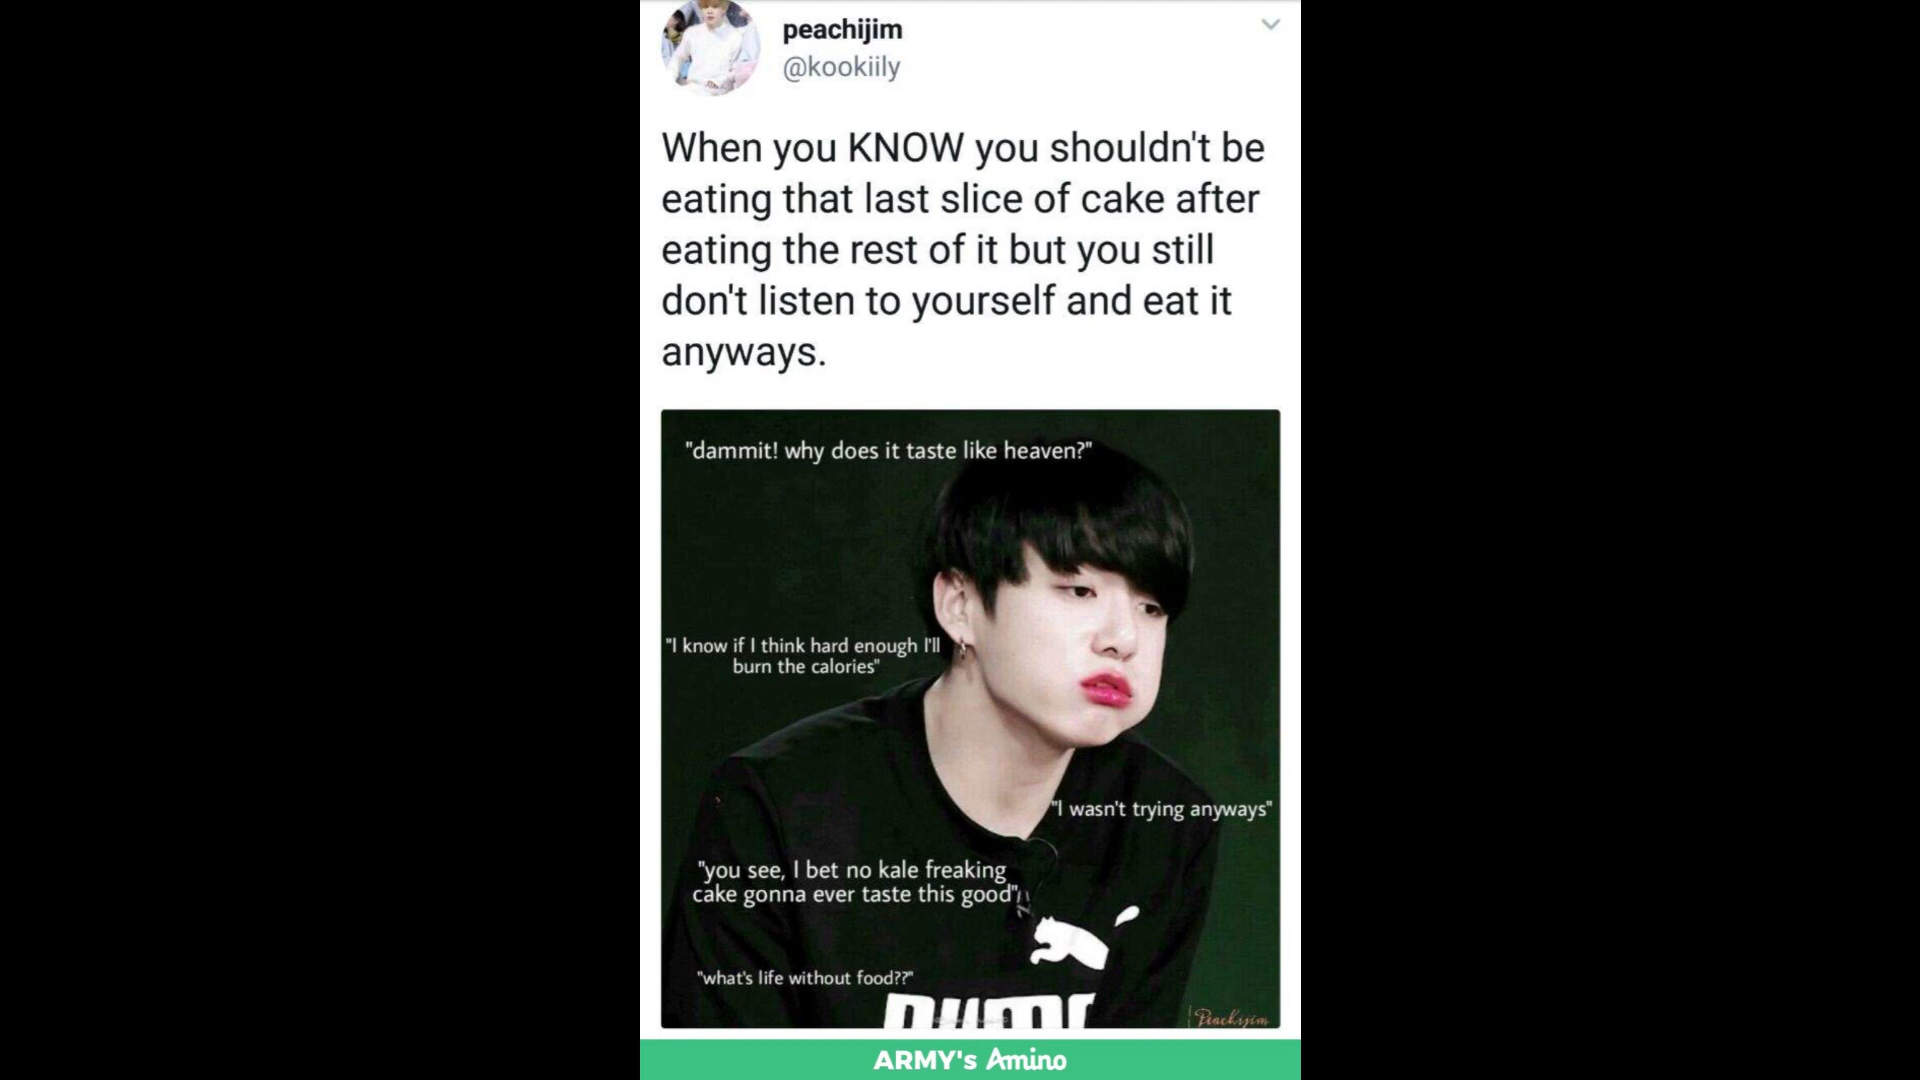 peachijim
@kookiily
When you KNOW you shouldn't be
eating that last slice of cake after
eating the rest of it but you still
don't listen to yourself and eat it
anyways.
"dammit! why does it taste like heaven?"
"I know if I think hard enough I'll
burn the calories"
"I wasn't trying anyways"
"you see, I bet no kale freaking
cake gonna ever taste this good"
"what's life without food??"
Peachijim
ARMY's Amino